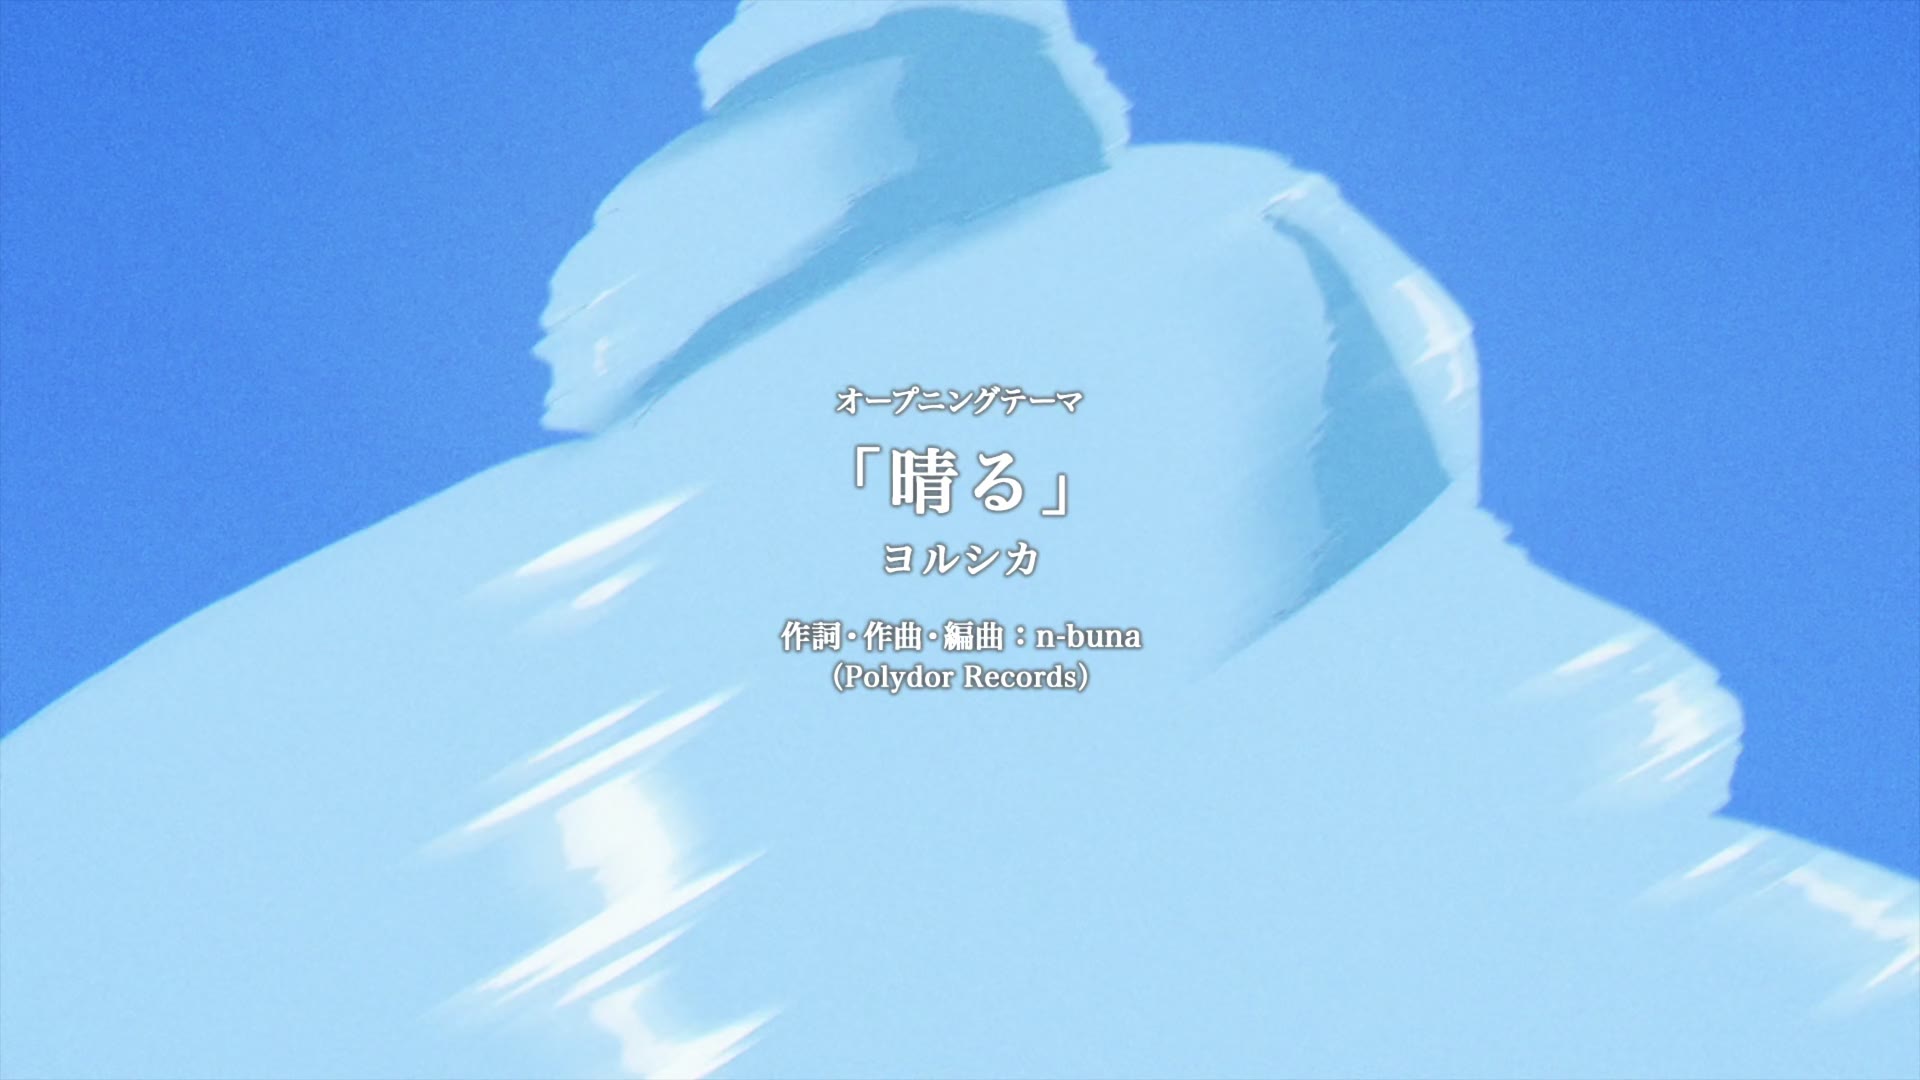 オープニングテーマ
「晴る」
ヨルシカ
作詞・作曲・編曲：n-buna
（Polydor Records）